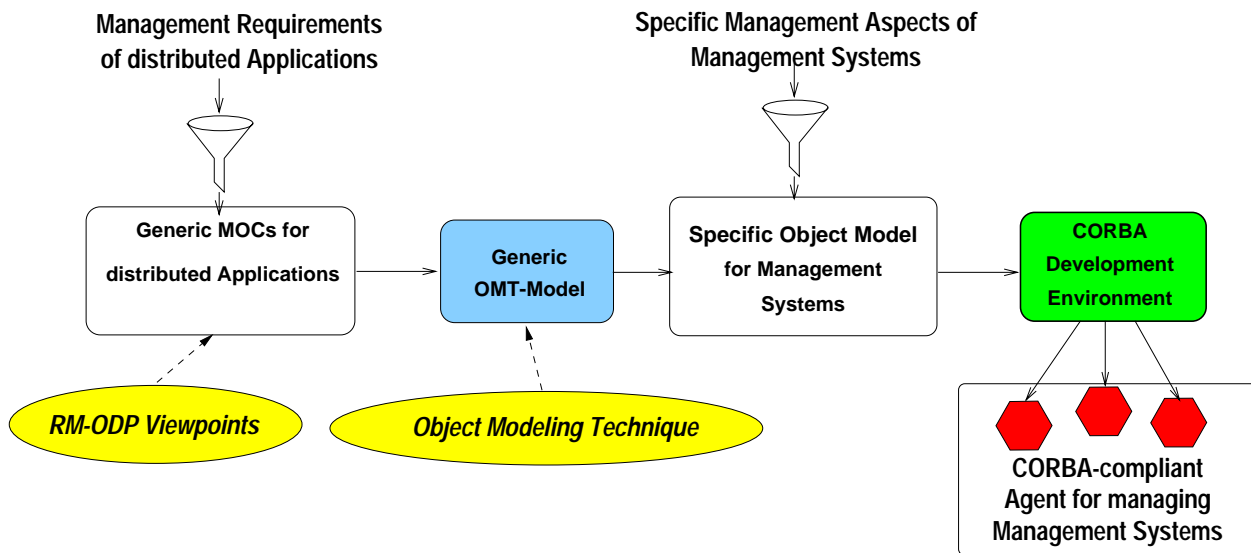 Management Requirements
of distributed Applications
Specific Management Aspects of
Management Systems
Generic MOCs for
distributed Applications
Generic
OMT-Model
Specific Object Model
for Management
Systems
CORBA
Development
Environment
RM-ODP Viewpoints
Object Modeling Technique
CORBA-compliant
Agent for managing
Management Systems